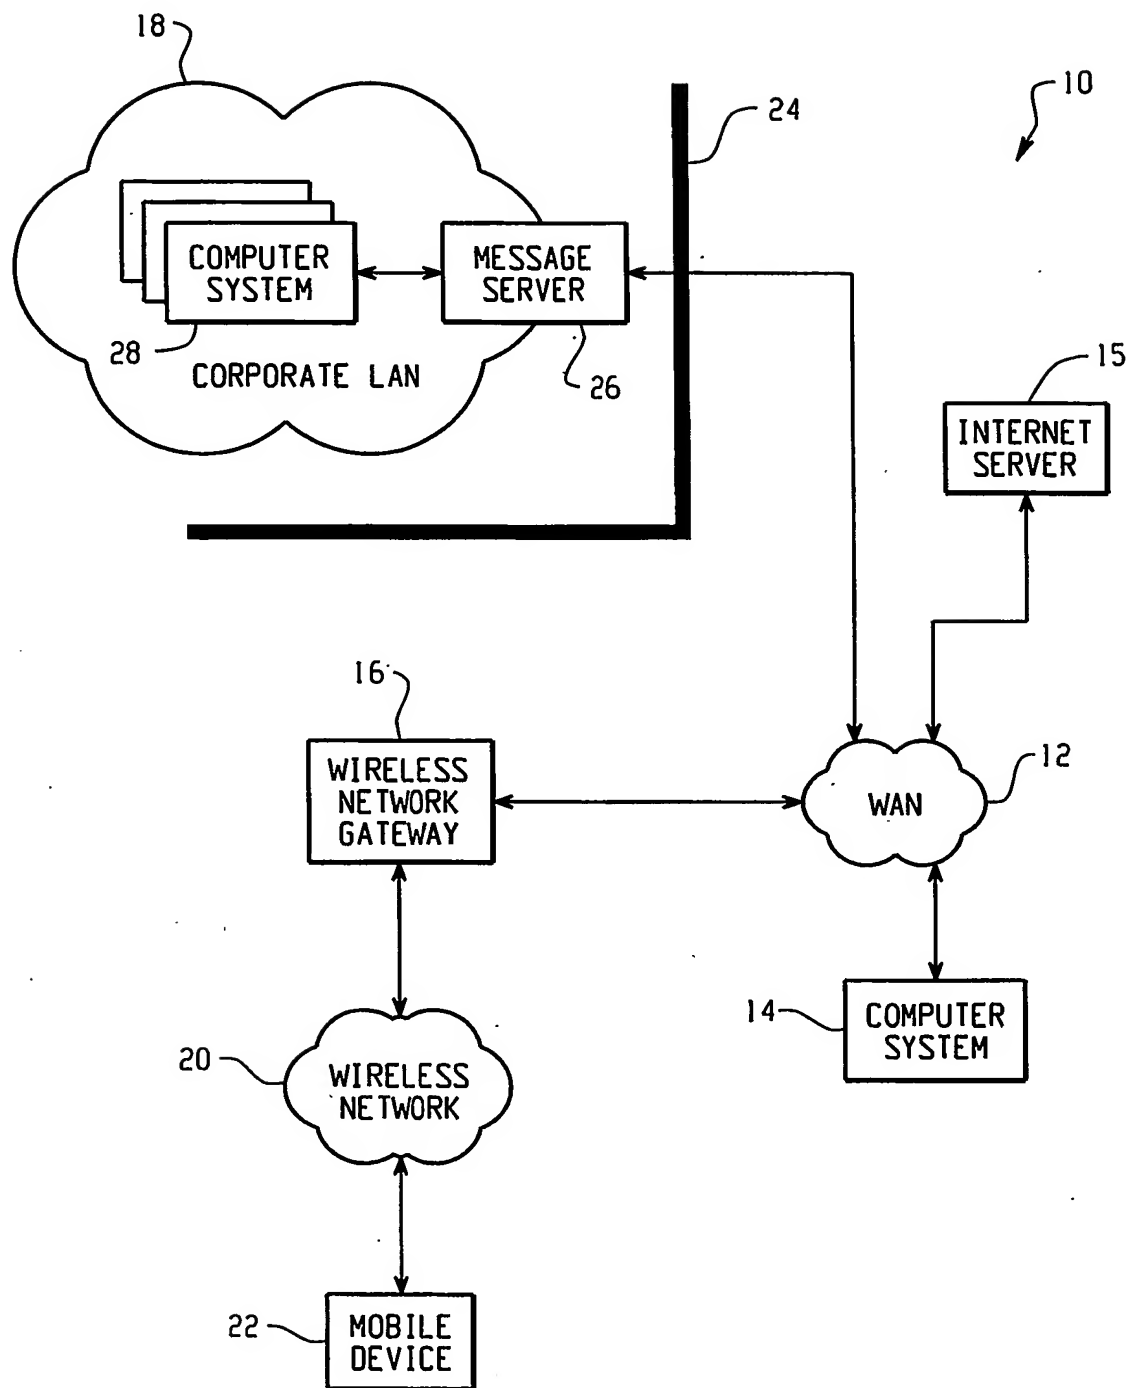 18
10
24
COMPUTER
SYSTEM
MESSAGE
SERVER
28
CORPORATE LAN
26
15
INTERNET
SERVER
16
12
WIRELESS
NETWORK
GATEWAY
WAN
14
COMPUTER
SYSTEM
20
WIRELESS
NETWORK
22
MOBILE
DEVICE